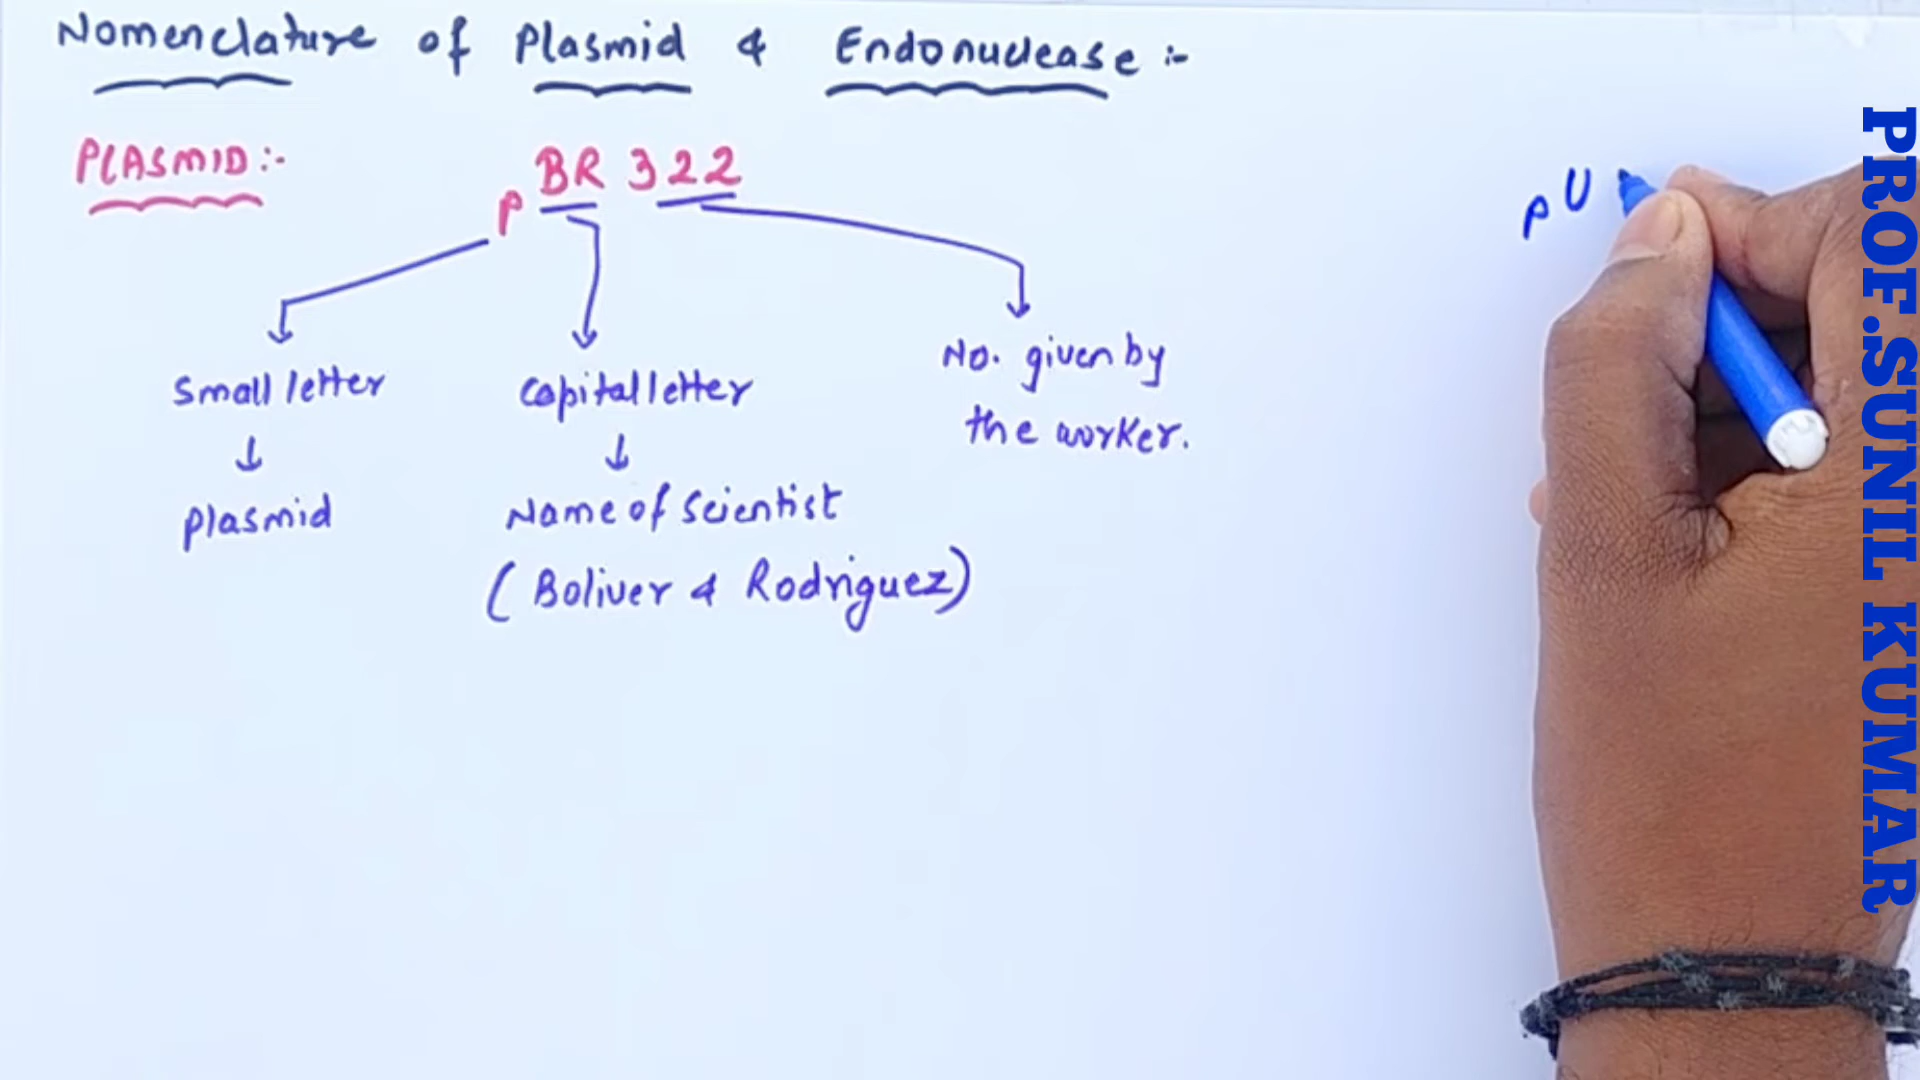 Nomenclature of Plasmid & Endonuclease :-
PLASMID:-
pBR 322
pU
Small letter
↓
plasmid
capital letter
↓
Name of scientist
(Boliver & Rodriguez)
No. given by
the worker.
PROF.SUNIL KUMAR